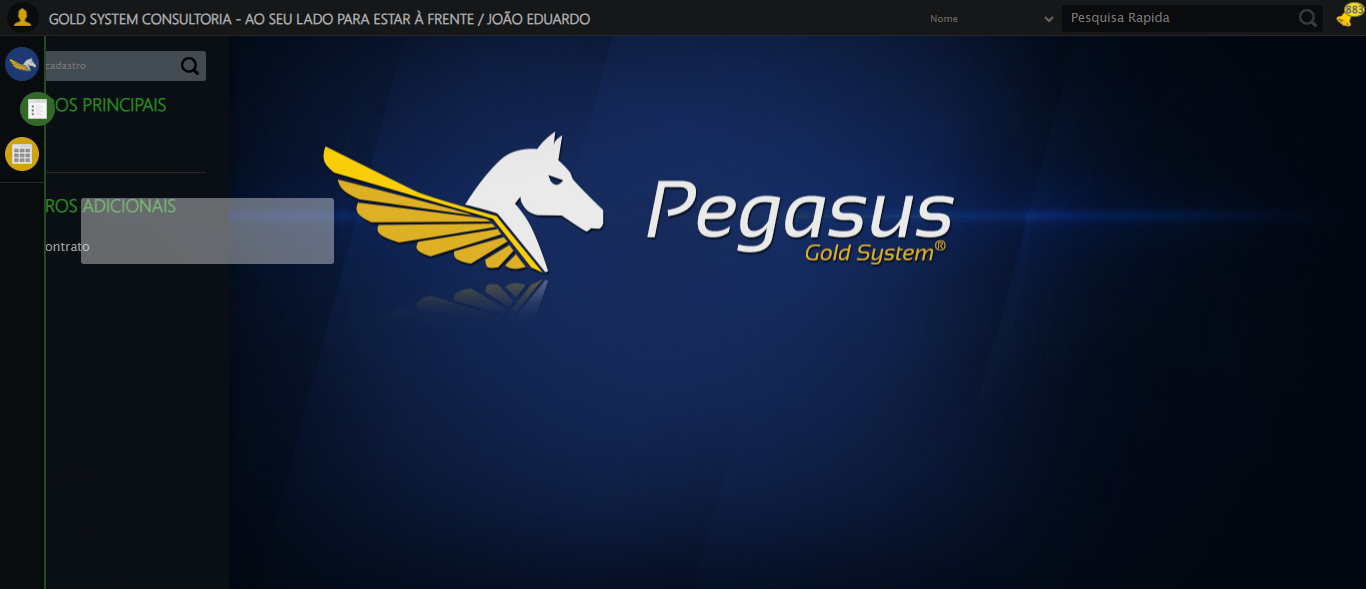 GOLD SYSTEM CONSULTORIA - AO SEU LADO PARA ESTAR À FRENTE / JOÃO EDUARDO
Nome
Pesquisa Rapida
883
cadastro
OS PRINCIPAIS
ROS ADICIONAIS
ontrato
Pegasus
Gold System®